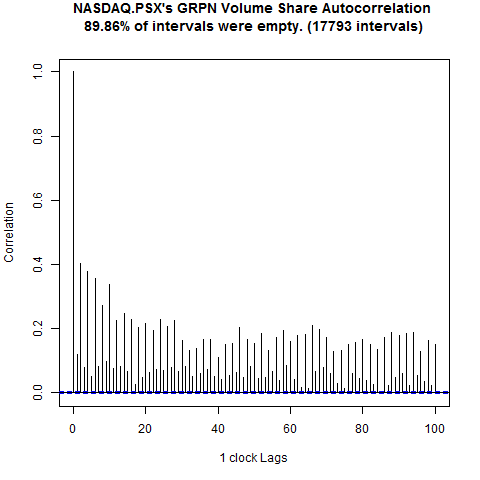 NASDAQ.PSX's GRPN Volume Share Autocorrelation
89.86% of intervals were empty. (17793 intervals)
Correlation
1.0
0.8
0.6
0.4
0.2
0.0
0 20 40 60 80 100
1 clock Lags